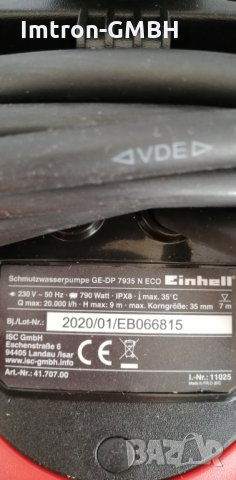 Imtron-GMBH
◁VDE▷
Schmutzwasserpumpe GE-DP 7935 N ECO Einhell
230 V ~ 50 Hz · 790 Watt · IPX8 · max. 35°C
Q max: 20.000 l/h · H max: 9 m · max. Korngröße: 35 mm 7 m
Bj./Lot-Nr.: 2020/01/EB066815
ISC GmbH
Eschenstraße 6
94405 Landau /Isar
www.isc-gmbh.info
CE
Art.-Nr.: 41.707.00 I.-Nr.: 11025
BAZAR